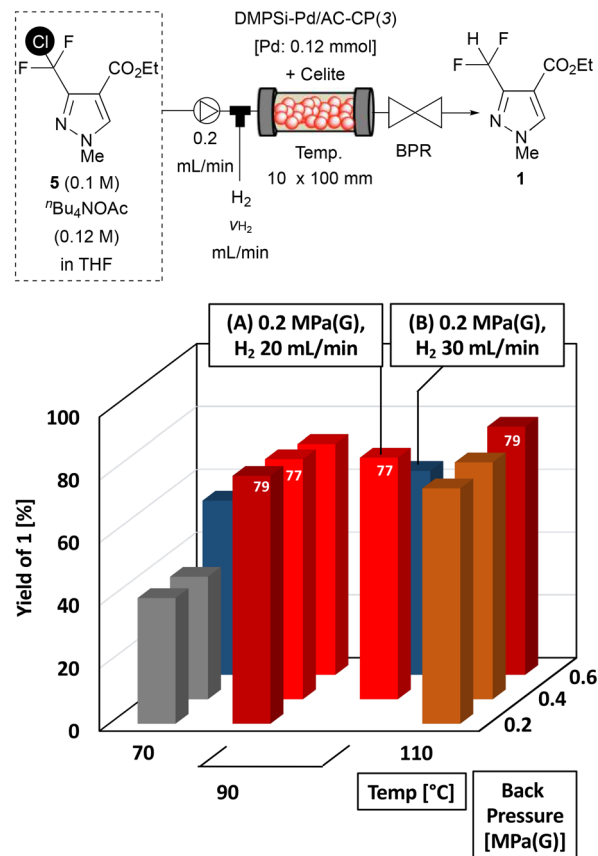 DMPSi-Pd/AC-CP(3)
[Pd: 0.12 mmol]
+ Celite
Cl
F
F
CO2Et
N
N
Me
5 (0.1 M)
nBu4NOAc
(0.12 M)
in THF
0.2
mL/min
H2
νH2
mL/min
Temp.
10 x 100 mm
BPR
H
F
F
CO2Et
N
N
Me
1
(A) 0.2 MPa(G),
H2 20 mL/min
(B) 0.2 MPa(G),
H2 30 mL/min
Yield of 1 [%]
100
80
60
40
20
0
79
77
77
79
70
90
110
0.2
0.4
0.6
Temp [°C]
Back
Pressure
[MPa(G)]